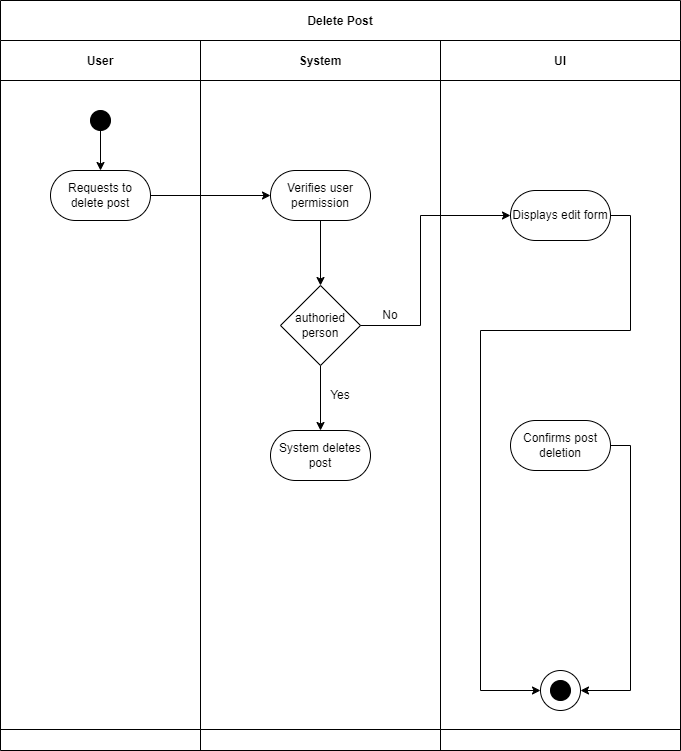 Delete Post
User
System
UI
Requests to
delete post
Verifies user
permission
Displays edit form
authoried
person
No
Yes
System deletes
post
Confirms post
deletion